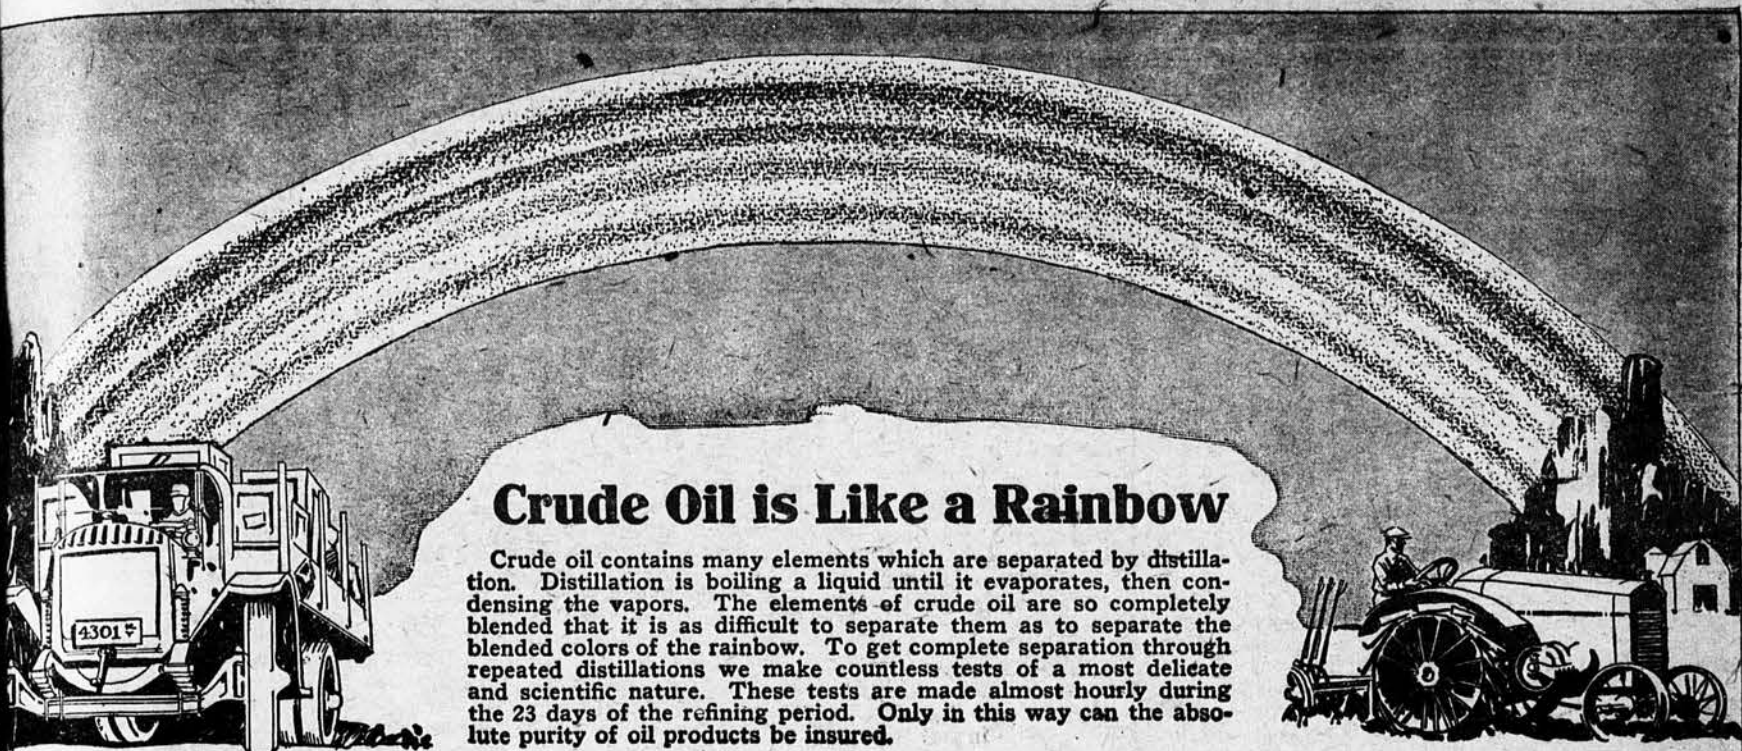 4301
Crude Oil is Like a Rainbow
Crude oil contains many elements which are separated by distilla-
tion. Distillation is boiling a liquid until it evaporates, then con-
densing the vapors. The elements of crude oil are so completely
blended that it is as difficult to separate them as to separate the
blended colors of the rainbow. To get complete separation through
repeated distillations we make countless tests of a most delicate
and scientific nature. These tests are made almost hourly during
the 23 days of the refining period. Only in this way can the abso-
lute purity of oil products be insured.